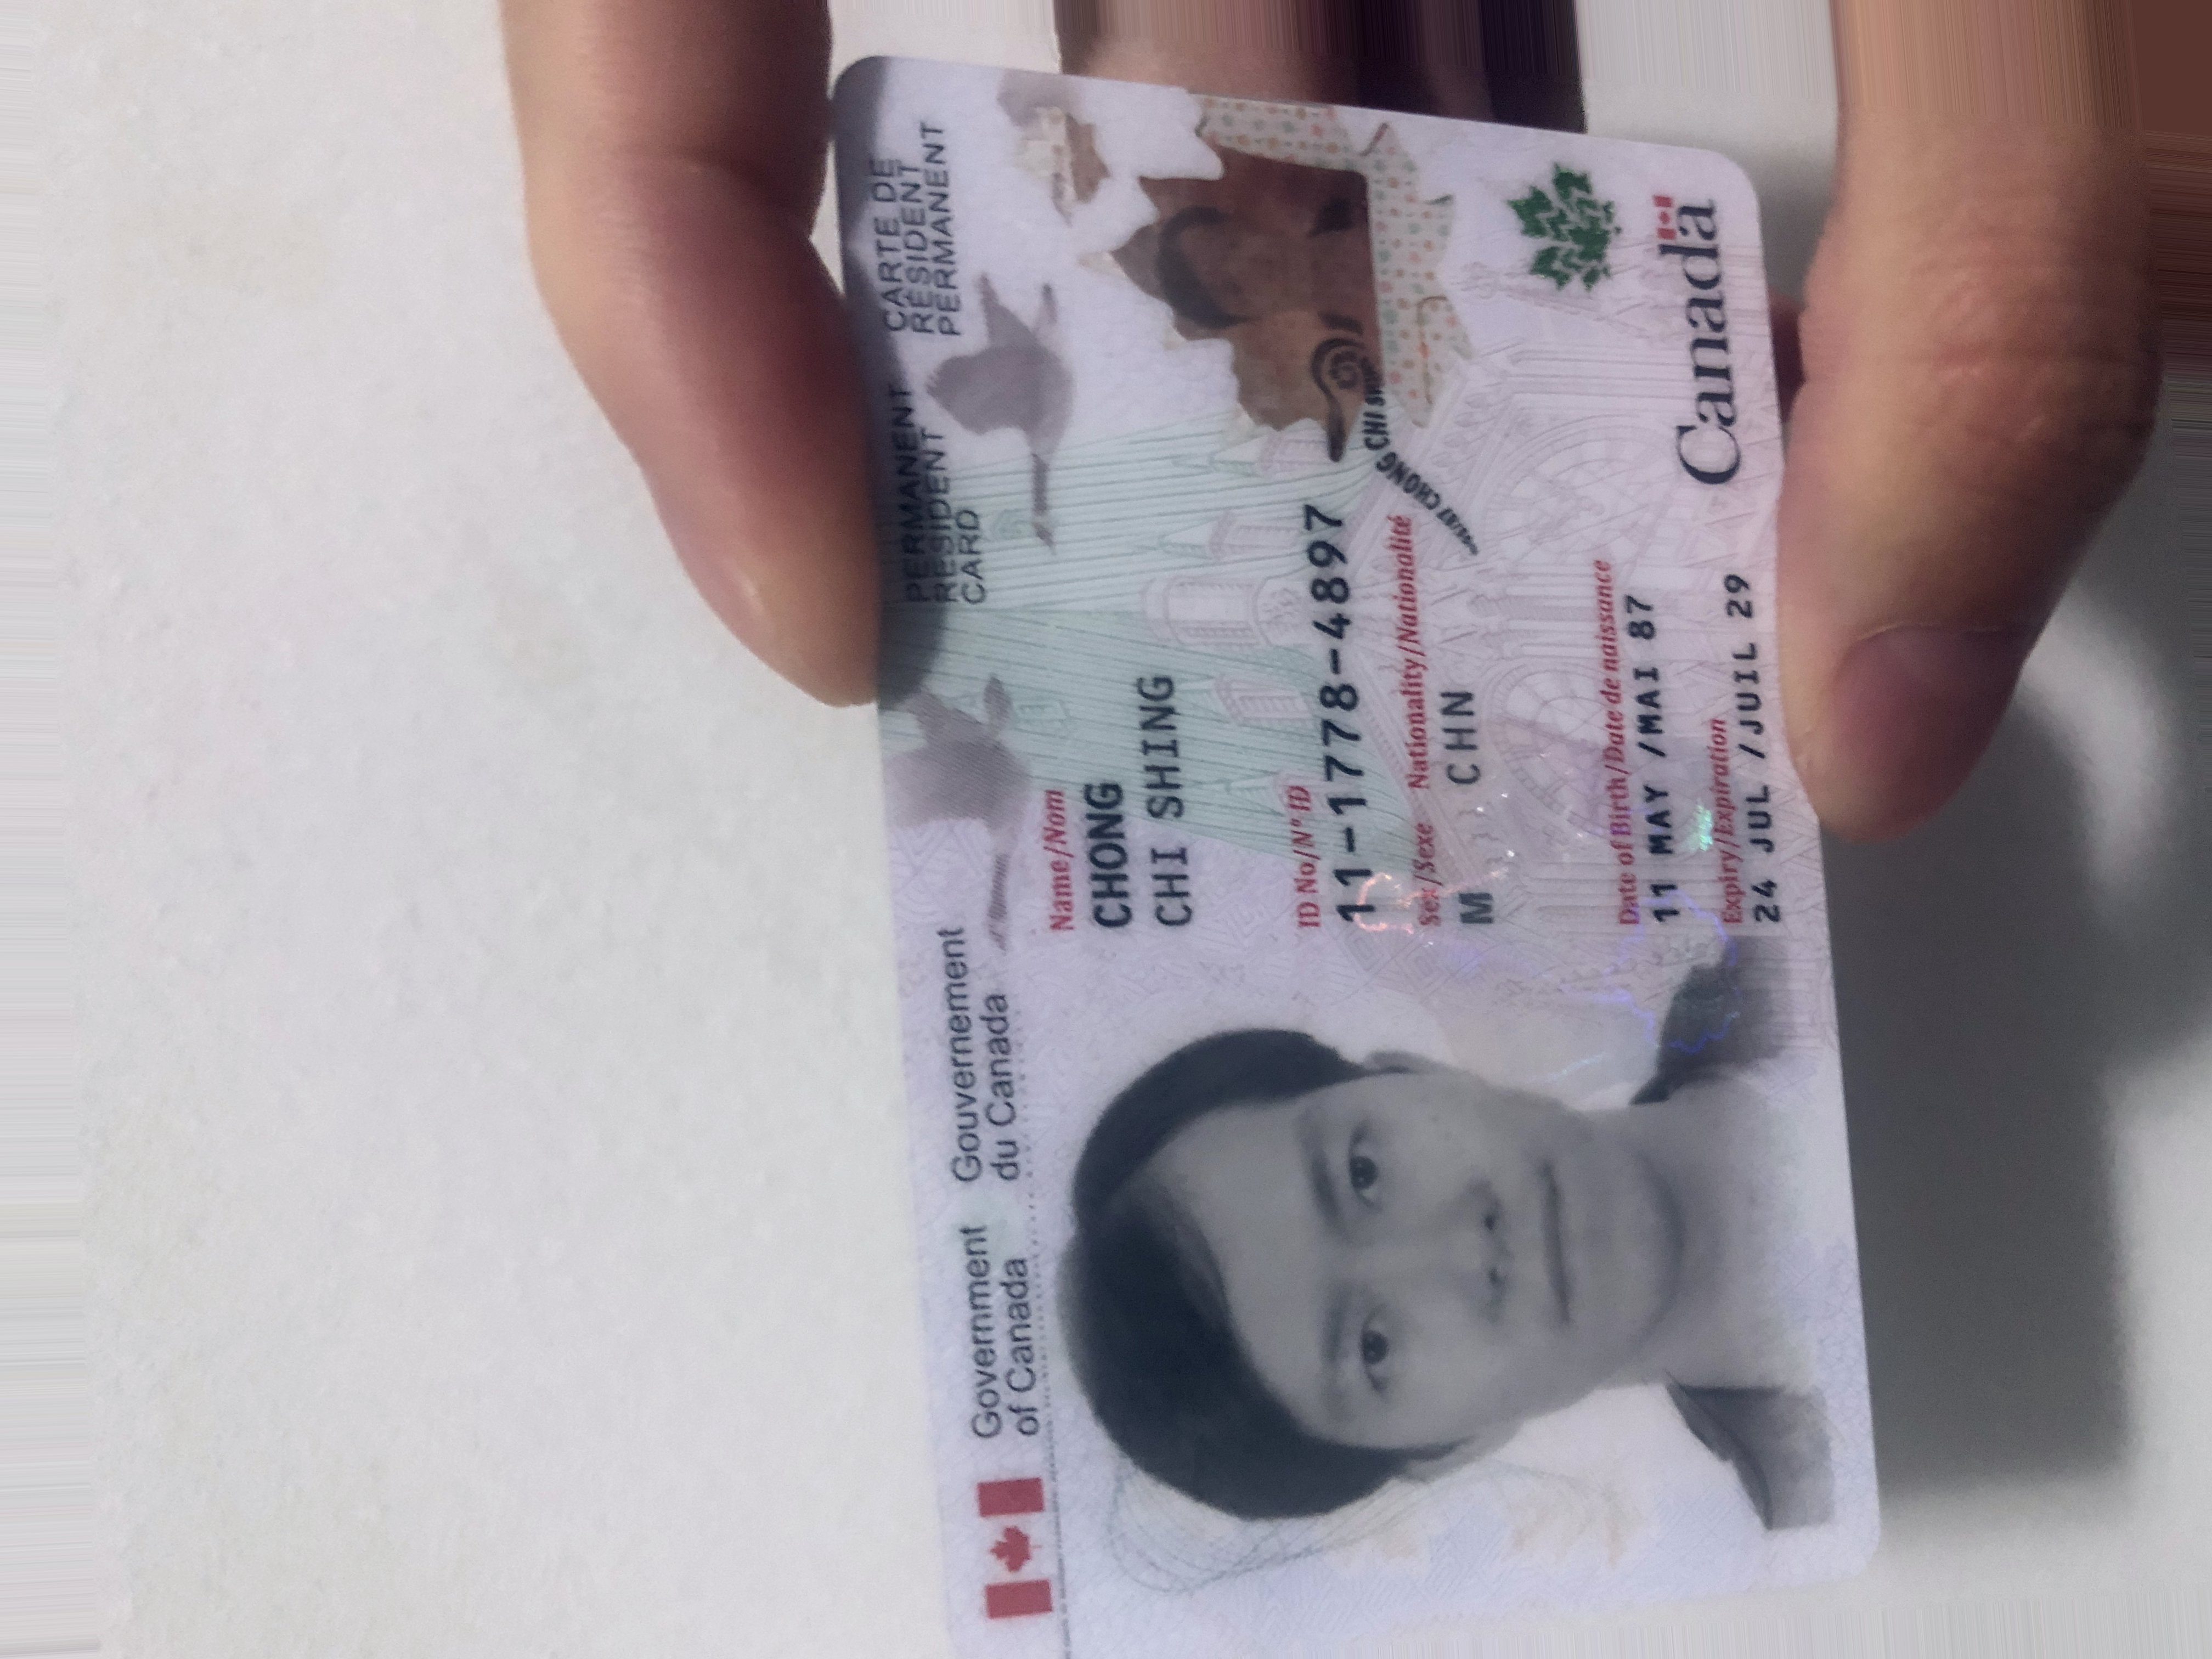 Government
of Canada
Gouvernement
du Canada
PERMANENT
RESIDENT
CARD
CARTE DE
RÉSIDENT
PERMANENT
Name/Nom
CHONG
CHI SHING
ID No/Nº ID
11-1778-4897
Sex/Sexe Nationality/Nationalité
M CHN
Date of Birth/Date de naissance
11 MAY /MAI 87
Expiry/Expiration
24 JUL /JUIL 29
CHONG CHI
Canada